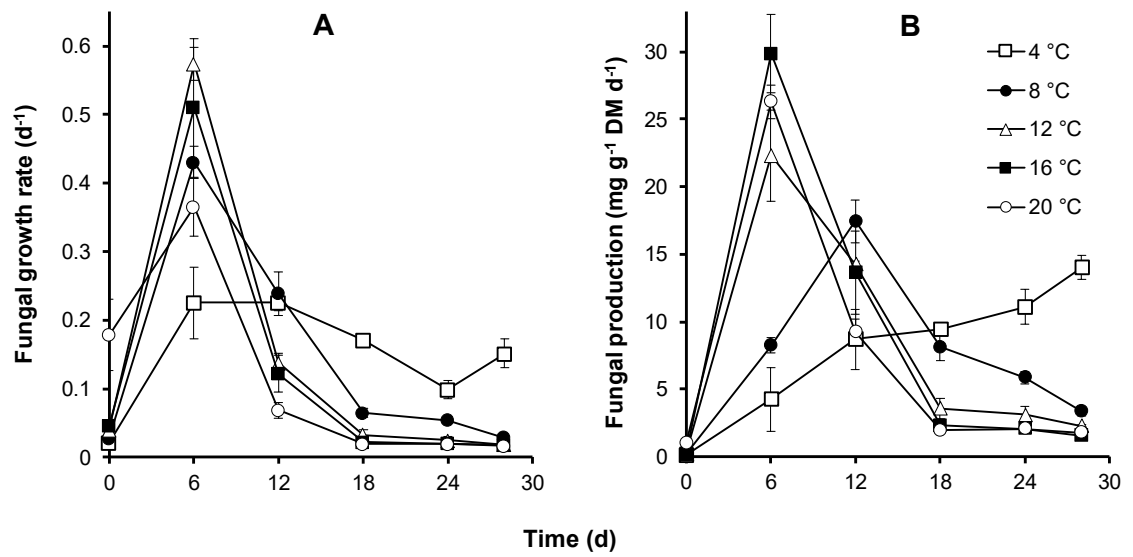 A
Fungal growth rate (d-1)
0.6
0.5
0.4
0.3
0.2
0.1
0
0 6 12 18 24 30
B
Fungal production (mg g-1 DM d-1)
30
25
20
15
10
5
0
0 6 12 18 24 30
4 °C
8 °C
12 °C
16 °C
20 °C
Time (d)